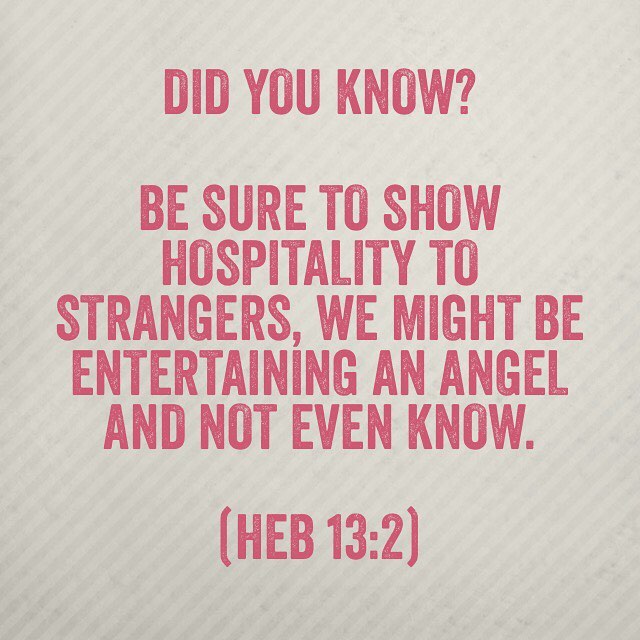 DID YOU KNOW?
BE SURE TO SHOW
HOSPITALITY TO
STRANGERS, WE MIGHT BE
ENTERTAINING AN ANGEL
AND NOT EVEN KNOW.
(HEB 13:2)